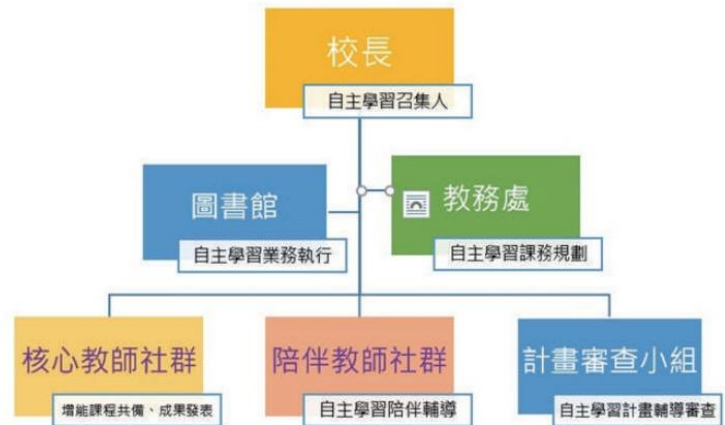 校長
自主學習召集人
圖書館
自主學習業務執行
教務處
自主學習課務規劃
核心教師社群
增能課程共備、成果發表
陪伴教師社群
自主學習陪伴輔導
計畫審查小組
自主學習計畫輔導審查